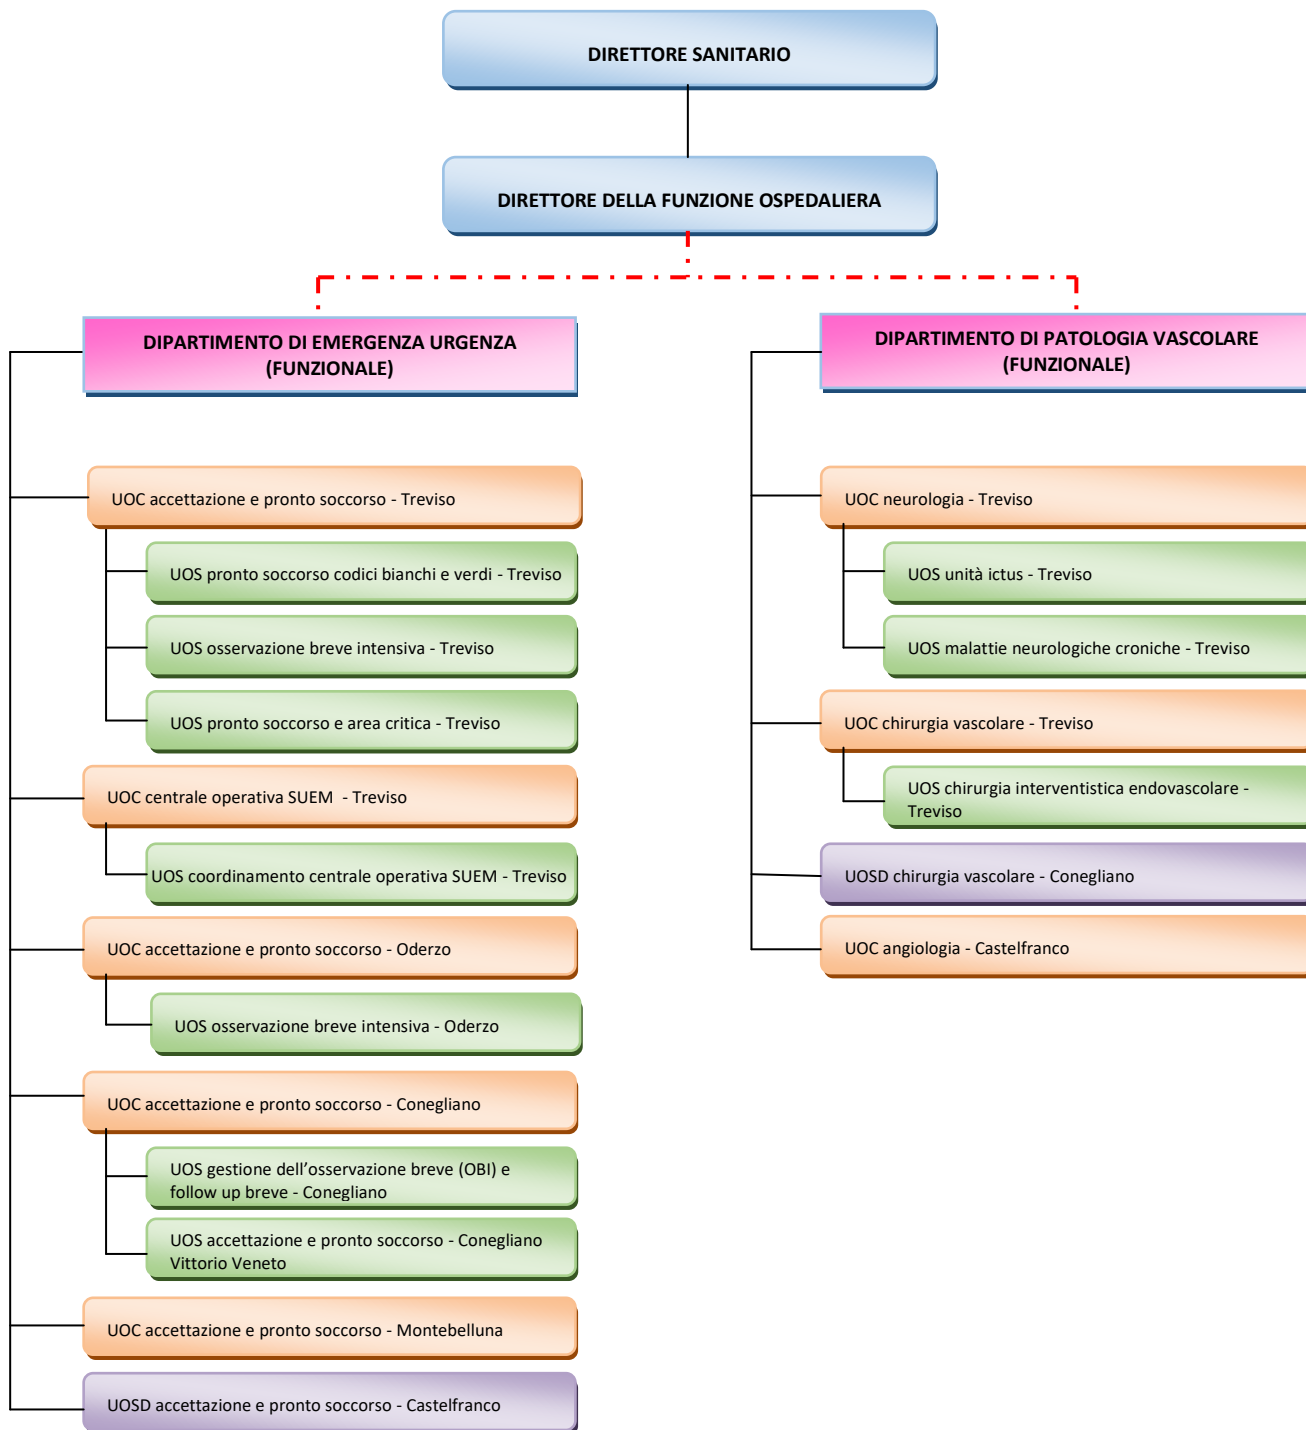 DIRETTORE SANITARIO
DIRETTORE DELLA FUNZIONE OSPEDALIERA
DIPARTIMENTO DI EMERGENZA URGENZA
(FUNZIONALE)
UOC accettazione e pronto soccorso - Treviso
UOS pronto soccorso codici bianchi e verdi - Treviso
UOS osservazione breve intensiva - Treviso
UOS pronto soccorso e area critica - Treviso
UOC centrale operativa SUEM - Treviso
UOS coordinamento centrale operativa SUEM - Treviso
UOC accettazione e pronto soccorso - Oderzo
UOS osservazione breve intensiva - Oderzo
UOC accettazione e pronto soccorso - Conegliano
UOS gestione dell'osservazione breve (OBI) e
follow up breve - Conegliano
UOS accettazione e pronto soccorso - Conegliano
Vittorio Veneto
UOC accettazione e pronto soccorso - Montebelluna
UOSD accettazione e pronto soccorso - Castelfranco
DIPARTIMENTO DI PATOLOGIA VASCOLARE
(FUNZIONALE)
UOC neurologia - Treviso
UOS unità ictus - Treviso
UOS malattie neurologiche croniche - Treviso
UOC chirurgia vascolare - Treviso
UOS chirurgia interventistica endovascolare -
Treviso
UOSD chirurgia vascolare - Conegliano
UOC angiologia - Castelfranco